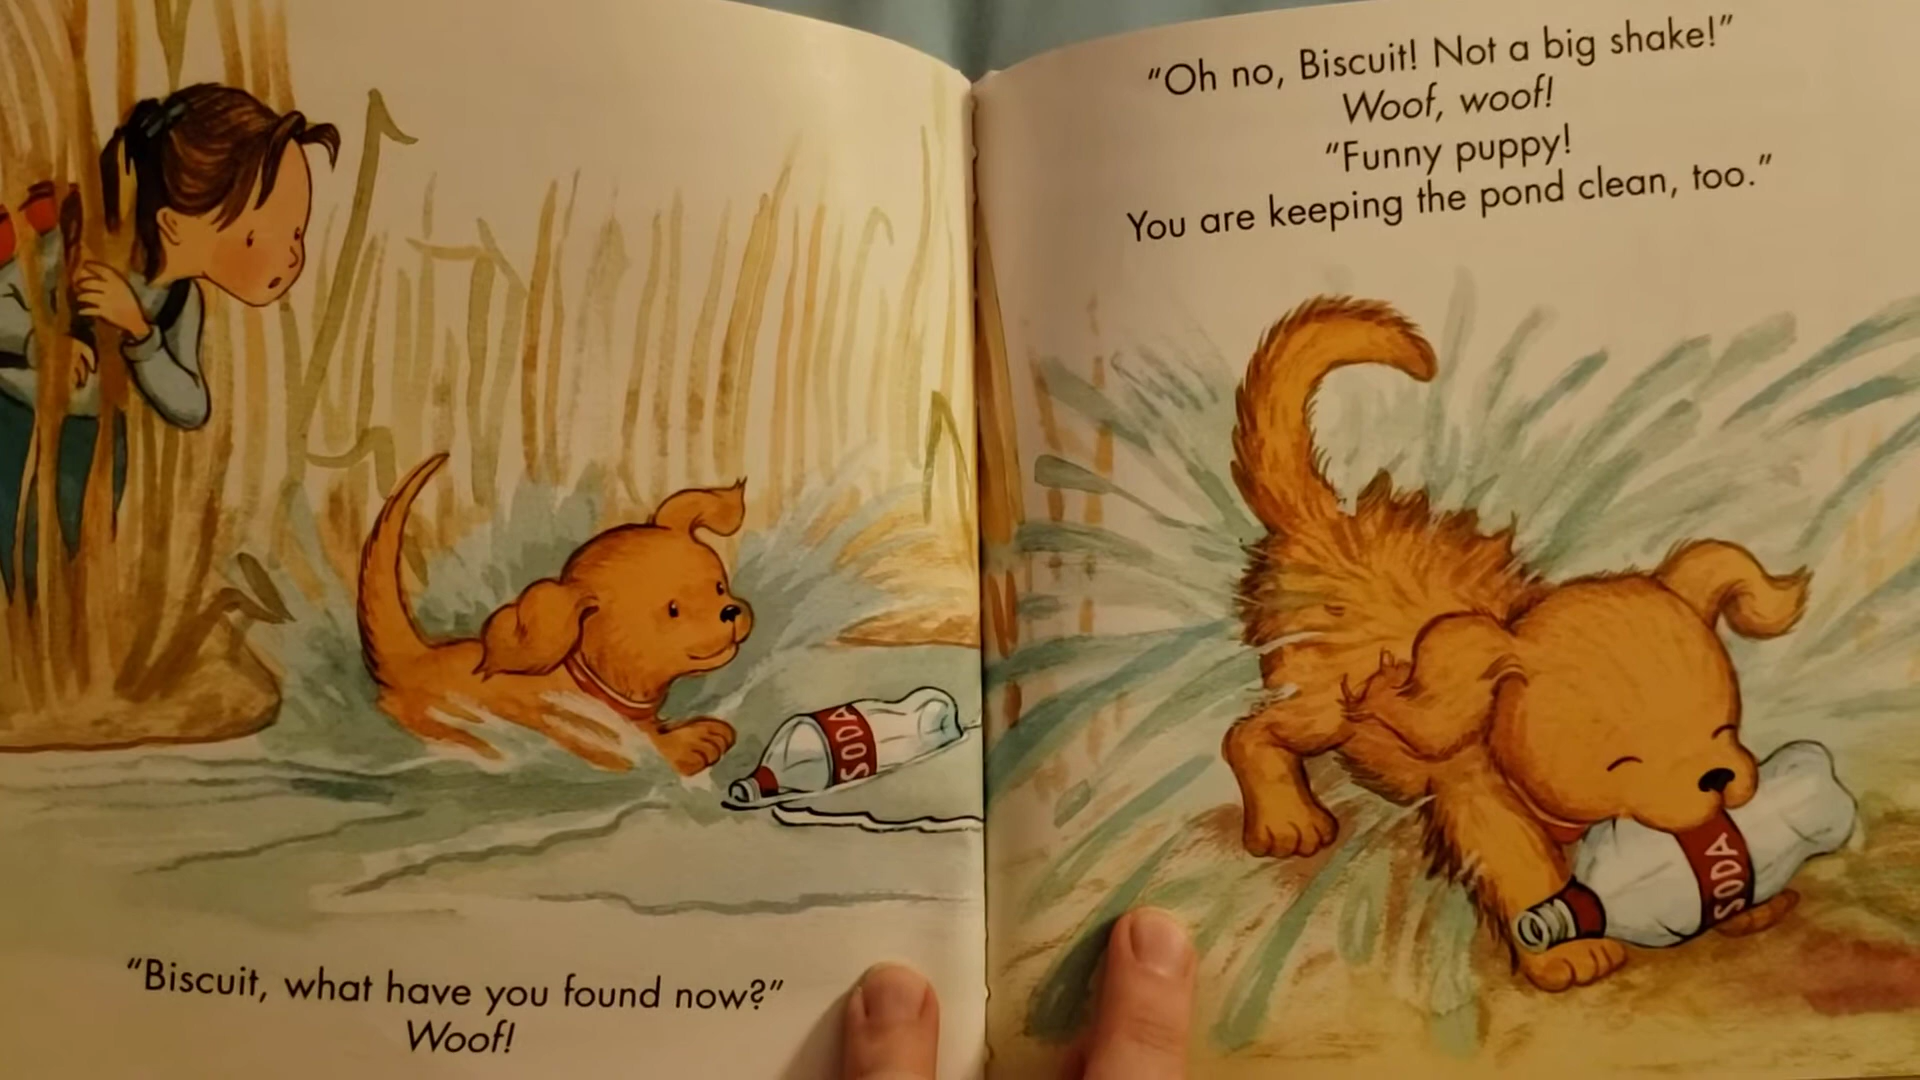 SODA
“Biscuit, what have you found now?”
Woof!
“Oh no, Biscuit! Not a big shake!”
Woof, woof!
“Funny puppy!
You are keeping the pond clean, too.”
SODA